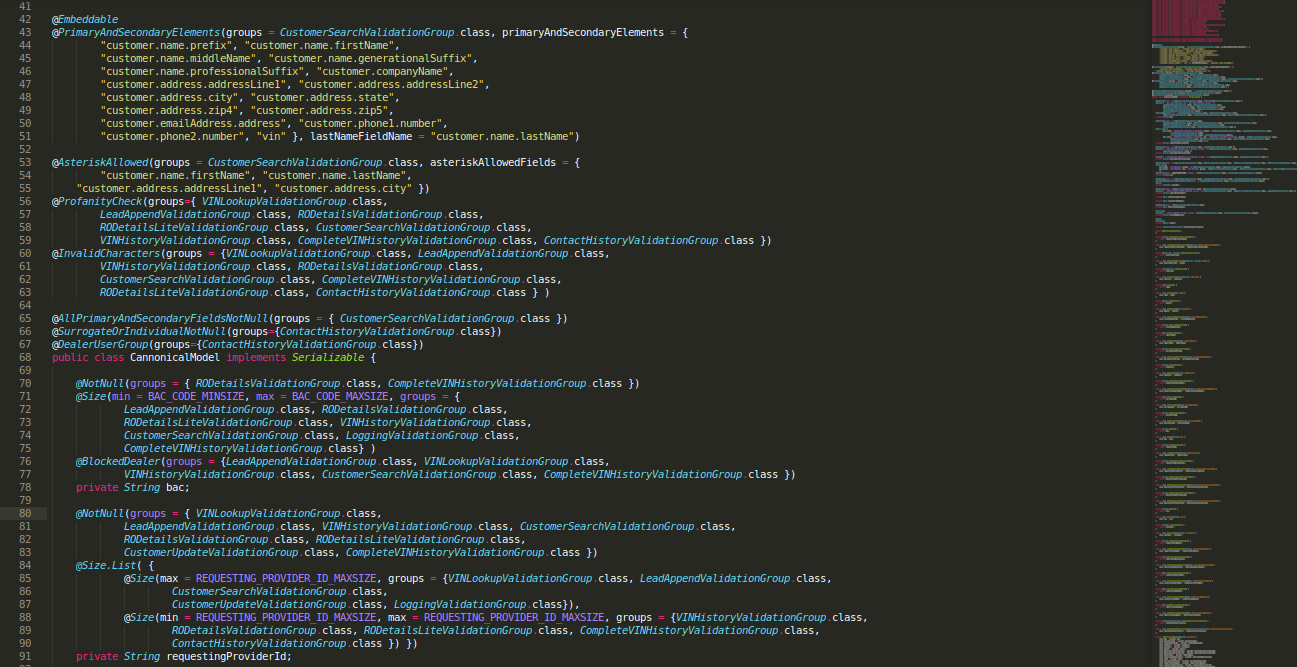 41
42 @Embeddable
43 @PrimaryAndSecondaryElements(groups = CustomerSearchValidationGroup.class, primaryAndSecondaryElements = {
44 "customer.name.prefix", "customer.name.firstName",
45 "customer.name.middleName", "customer.name.generationalSuffix",
46 "customer.name.professionalSuffix", "customer.companyName",
47 "customer.address.addressLine1", "customer.address.addressLine2",
48 "customer.address.city", "customer.address.state",
49 "customer.address.zip4", "customer.address.zip5",
50 "customer.emailAddress.address", "customer.phone1.number",
51 "customer.phone2.number", "vin" }, lastNameFieldName = "customer.name.lastName")
52
53 @AsteriskAllowed(groups = CustomerSearchValidationGroup.class, asteriskAllowedFields = {
54 "customer.name.firstName", "customer.name.lastName",
55 "customer.address.addressLine1", "customer.address.city" })
56 @ProfanityCheck(groups={ VINLookupValidationGroup.class,
57 LeadAppendValidationGroup.class, RODetailsValidationGroup.class,
58 RODetailsLiteValidationGroup.class, CustomerSearchValidationGroup.class,
59 VINHistoryValidationGroup.class, CompleteVINHistoryValidationGroup.class, ContactHistoryValidationGroup.class })
60 @InvalidCharacters(groups = {VINLookupValidationGroup.class, LeadAppendValidationGroup.class,
61 VINHistoryValidationGroup.class, RODetailsValidationGroup.class,
62 CustomerSearchValidationGroup.class, CompleteVINHistoryValidationGroup.class,
63 RODetailsLiteValidationGroup.class, ContactHistoryValidationGroup.class } )
64
65 @AllPrimaryAndSecondaryFieldsNotNull(groups = { CustomerSearchValidationGroup.class })
66 @SurrogateOrIndividualNotNull(groups={ContactHistoryValidationGroup.class})
67 @DealerUserGroup(groups={ContactHistoryValidationGroup.class})
68 public class CannonicalModel implements Serializable {
69
70 @NotNull(groups = { RODetailsValidationGroup.class, CompleteVINHistoryValidationGroup.class })
71 @Size(min = BAC_CODE_MINSIZE, max = BAC_CODE_MAXSIZE, groups = {
72 LeadAppendValidationGroup.class, RODetailsValidationGroup.class,
73 RODetailsLiteValidationGroup.class, VINHistoryValidationGroup.class,
74 CustomerSearchValidationGroup.class, LoggingValidationGroup.class,
75 CompleteVINHistoryValidationGroup.class} )
76 @BlockedDealer(groups = {LeadAppendValidationGroup.class, VINLookupValidationGroup.class,
77 VINHistoryValidationGroup.class, CustomerSearchValidationGroup.class, CompleteVINHistoryValidationGroup.class })
78 private String bac;
79
80 @NotNull(groups = { VINLookupValidationGroup.class,
81 LeadAppendValidationGroup.class, VINHistoryValidationGroup.class, CustomerSearchValidationGroup.class,
82 RODetailsValidationGroup.class, RODetailsLiteValidationGroup.class,
83 CustomerUpdateValidationGroup.class, CompleteVINHistoryValidationGroup.class })
84 @Size.List( {
85 @Size(max = REQUESTING_PROVIDER_ID_MAXSIZE, groups = {VINLookupValidationGroup.class, LeadAppendValidationGroup.class,
86 CustomerSearchValidationGroup.class,
87 CustomerUpdateValidationGroup.class, LoggingValidationGroup.class}),
88 @Size(min = REQUESTING_PROVIDER_ID_MAXSIZE, max = REQUESTING_PROVIDER_ID_MAXSIZE, groups = {VINHistoryValidationGroup.class,
89 RODetailsValidationGroup.class, RODetailsLiteValidationGroup.class, CompleteVINHistoryValidationGroup.class,
90 ContactHistoryValidationGroup.class }) })
91 private String requestingProviderId;